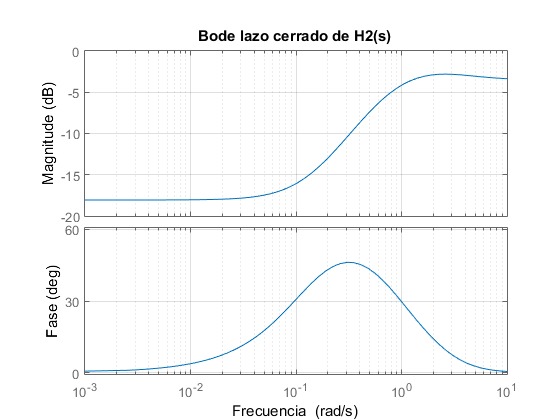 Bode lazo cerrado de H2(s)
Magnitude (dB)
0
-5
-10
-15
-20
Fase (deg)
60
30
0
10^-3 10^-2 10^-1 10^0 10^1
Frecuencia (rad/s)